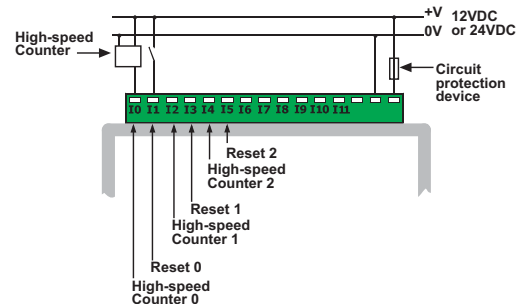 +V 12VDC
0V or 24VDC
High-speed
Counter
Circuit
protection
device
I0 I1 I2 I3 I4 I5 I6 I7 I8 I9 I10 I11
Reset 2
High-speed
Counter 2
Reset 1
High-speed
Counter 1
Reset 0
High-speed
Counter 0